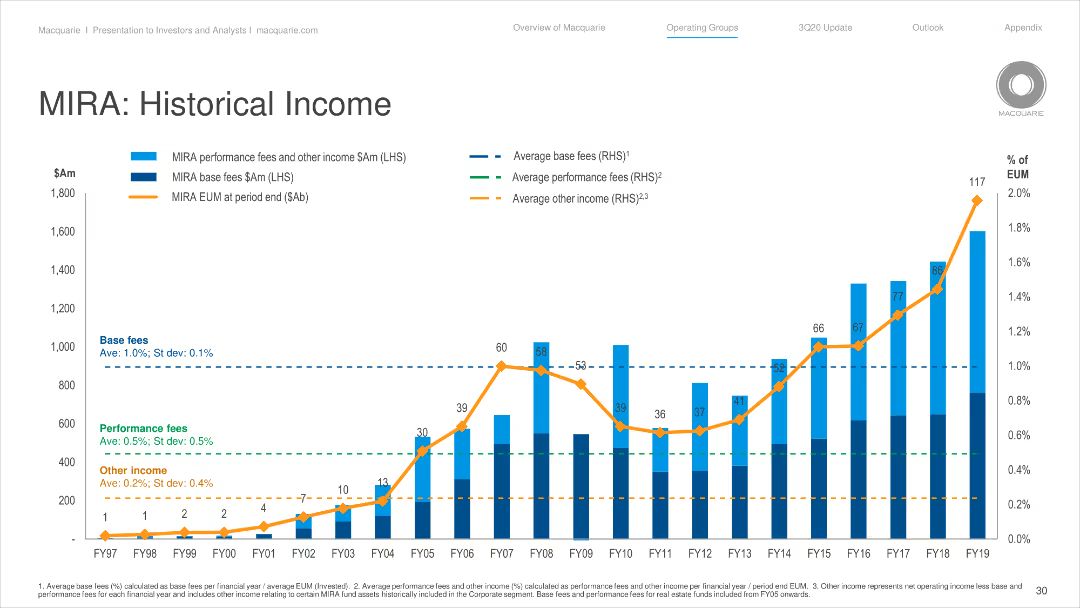 Macquarie | Presentation to Investors and Analysts | macquarie.com
Overview of Macquarie
Operating Groups
3Q20 Update
Outlook
Appendix
MIRA: Historical Income
MACQUARIE
MIRA performance fees and other income $Am (LHS)
MIRA base fees $Am (LHS)
MIRA EUM at period end ($Ab)
Average base fees (RHS)¹
Average performance fees (RHS)²
Average other income (RHS)²,³
$Am
% of
EUM
1,800
1,600
1,400
1,200
1,000
800
600
400
200
-
2.0%
1.8%
1.6%
1.4%
1.2%
1.0%
0.8%
0.6%
0.4%
0.2%
0.0%
Base fees
Ave: 1.0%; St dev: 0.1%
Performance fees
Ave: 0.5%; St dev: 0.5%
Other income
Ave: 0.2%; St dev: 0.4%
1 1 2 2 4 7 10 13 30 39 60 58 53 39 36 37 41 52 66 67 77 86 117
FY97 FY98 FY99 FY00 FY01 FY02 FY03 FY04 FY05 FY06 FY07 FY08 FY09 FY10 FY11 FY12 FY13 FY14 FY15 FY16 FY17 FY18 FY19
1. Average base fees (%) calculated as base fees per financial year / average EUM (Invested). 2. Average performance fees and other income (%) calculated as performance fees and other income per financial year / period end EUM. 3. Other income represents net operating income less base and
performance fees for each financial year and includes other income relating to certain MIRA fund assets historically included in the Corporate segment. Base fees and performance fees for real estate funds included from FY05 onwards.
30